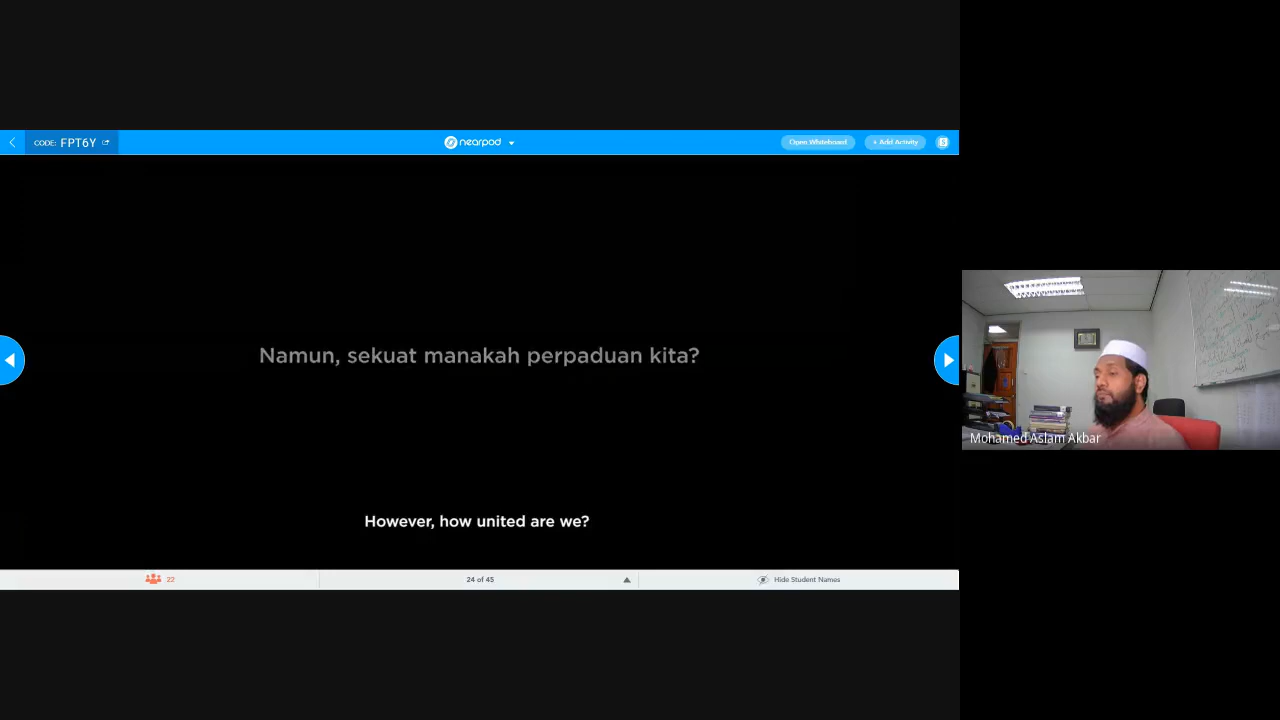 CODE: FPT6Y
nearpod
Open Whiteboard
+ Add Activity
Namun, sekuat manakah perpaduan kita?
However, how united are we?
22
24 of 45
Hide Student Names
Mohamed Aslam Akbar